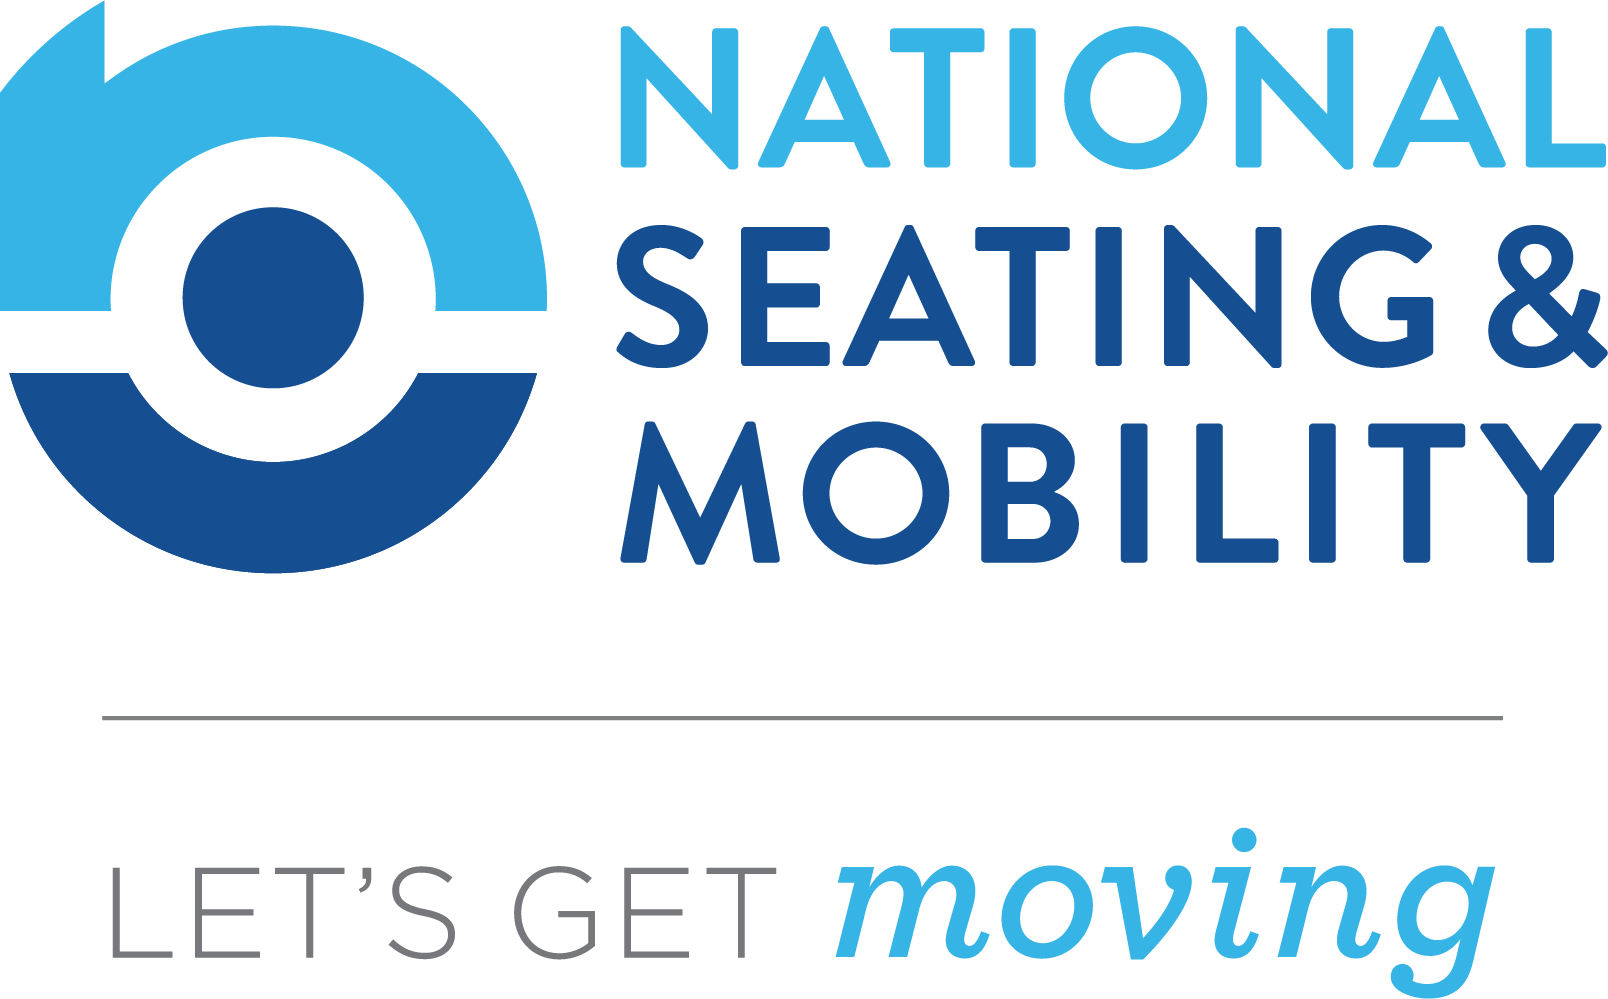 NATIONAL
SEATING &
MOBILITY
LET’S GET moving